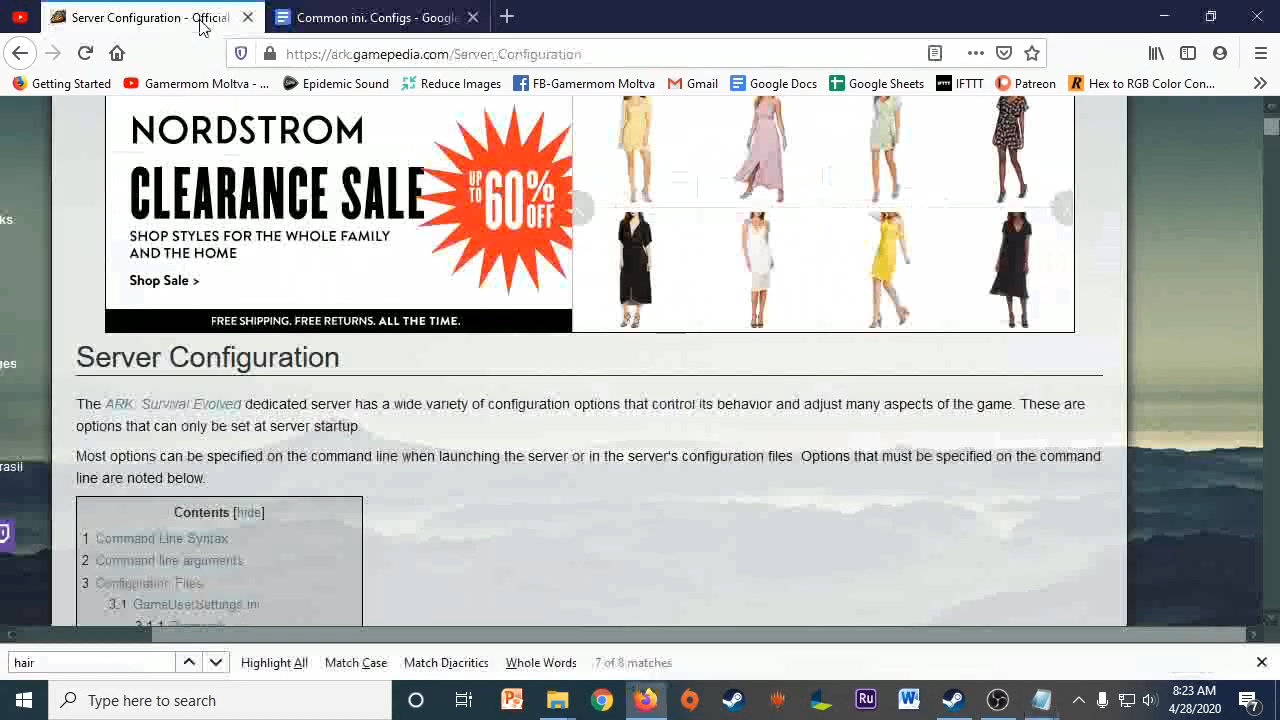 Server Configuration - Official
Common ini. Configs - Google
https://ark.gamepedia.com/Server_Configuration
Getting Started
Gamermom Moltva - ...
Epidemic Sound
Reduce Images
FB-Gamermom Moltva
Gmail
Google Docs
Google Sheets
IFTTT
Patreon
Hex to RGB Color Con...
NORDSTROM
CLEARANCE SALE
UP TO 60% OFF
SHOP STYLES FOR THE WHOLE FAMILY
AND THE HOME
Shop Sale >
FREE SHIPPING. FREE RETURNS. ALL THE TIME.
Server Configuration
The ARK: Survival Evolved dedicated server has a wide variety of configuration options that control its behavior and adjust many aspects of the game. These are
options that can only be set at server startup.
Most options can be specified on the command line when launching the server or in the server's configuration files. Options that must be specified on the command
line are noted below.
Contents [hide]
1 Command Line Syntax
2 Command line arguments
3 Configuration Files
3.1 GameUserSettings.ini
3.1.1
hair
Highlight All
Match Case
Match Diacritics
Whole Words
7 of 8 matches
Type here to search
Ru
8:23 AM
4/28/2020
7